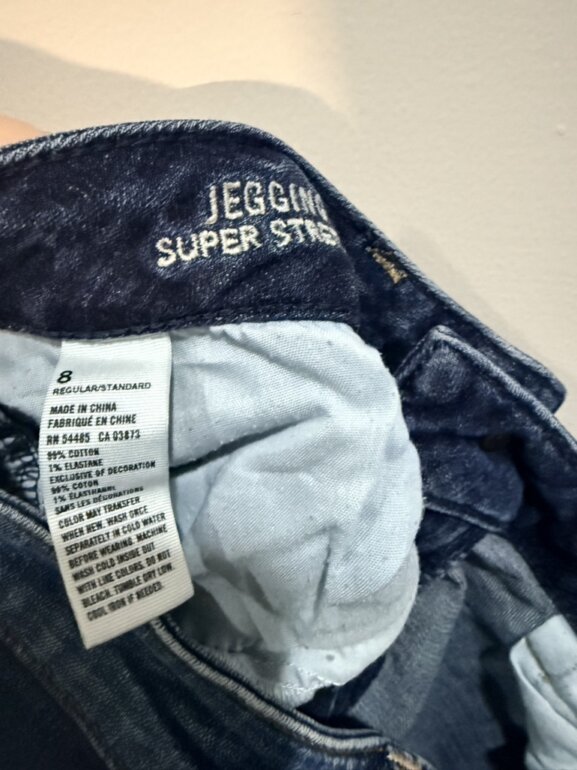 JEGGING
SUPER STRE
8
REGULAR/STANDARD
MADE IN CHINA
FABRIQUÉ EN CHINE
RN 54485 CA 03873
99% COTTON
1% ELASTANE
EXCLUSIVE OF DECORATION
99% COTON
1% ELASTHANNE
SANS LES DÉCORATIONS
COLOR MAY TRANSFER
WHEN NEW. WASH ONCE
SEPARATELY IN COLD WATER
BEFORE WEARING. MACHINE
WASH COLD INSIDE OUT
WITH LIKE COLORS. DO NOT
BLEACH. TUMBLE DRY LOW.
COOL IRON IF NEEDED.